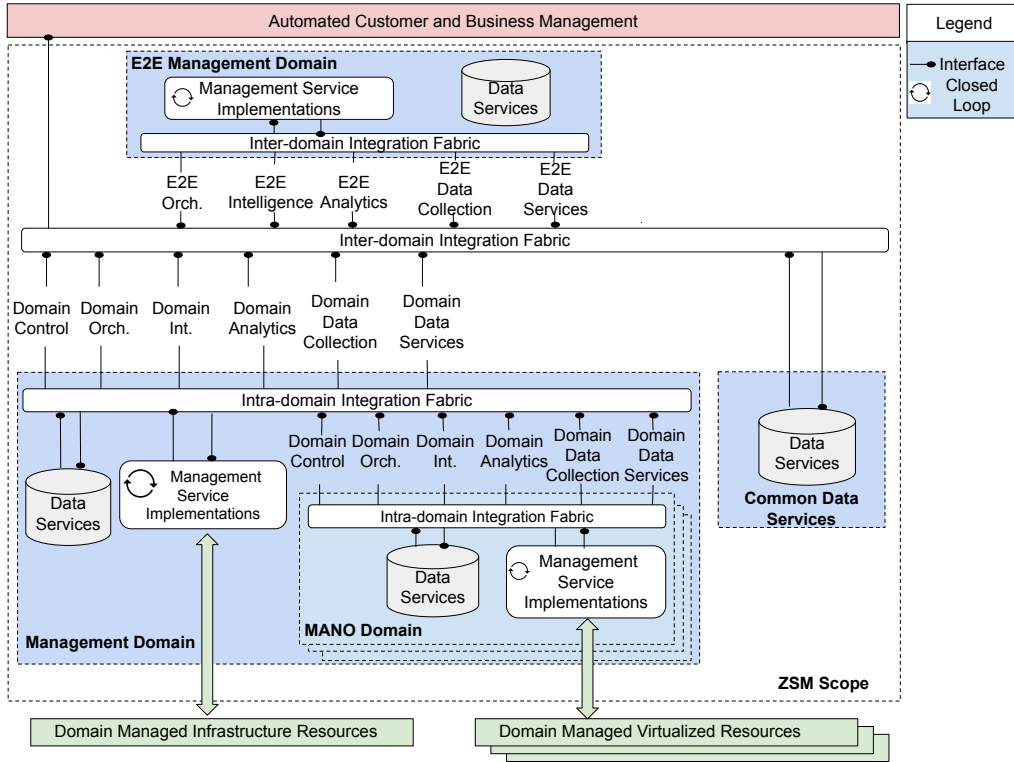 Automated Customer and Business Management
Legend
Interface
Closed
Loop
E2E Management Domain
Management Service
Implementations
Data
Services
Inter-domain Integration Fabric
E2E
Orch.
E2E
Intelligence
E2E
Analytics
E2E
Data
Collection
E2E
Data
Services
Inter-domain Integration Fabric
Domain
Control
Domain
Orch.
Domain
Int.
Domain
Analytics
Domain
Data
Collection
Domain
Data
Services
Intra-domain Integration Fabric
Data
Services
Management
Service
Implementations
Domain
Control
Domain
Orch.
Domain
Int.
Domain
Analytics
Domain
Data
Collection
Domain
Data
Services
Intra-domain Integration Fabric
Data
Services
Management
Service
Implementations
MANO Domain
Management Domain
Data
Services
Common Data
Services
ZSM Scope
Domain Managed Infrastructure Resources
Domain Managed Virtualized Resources